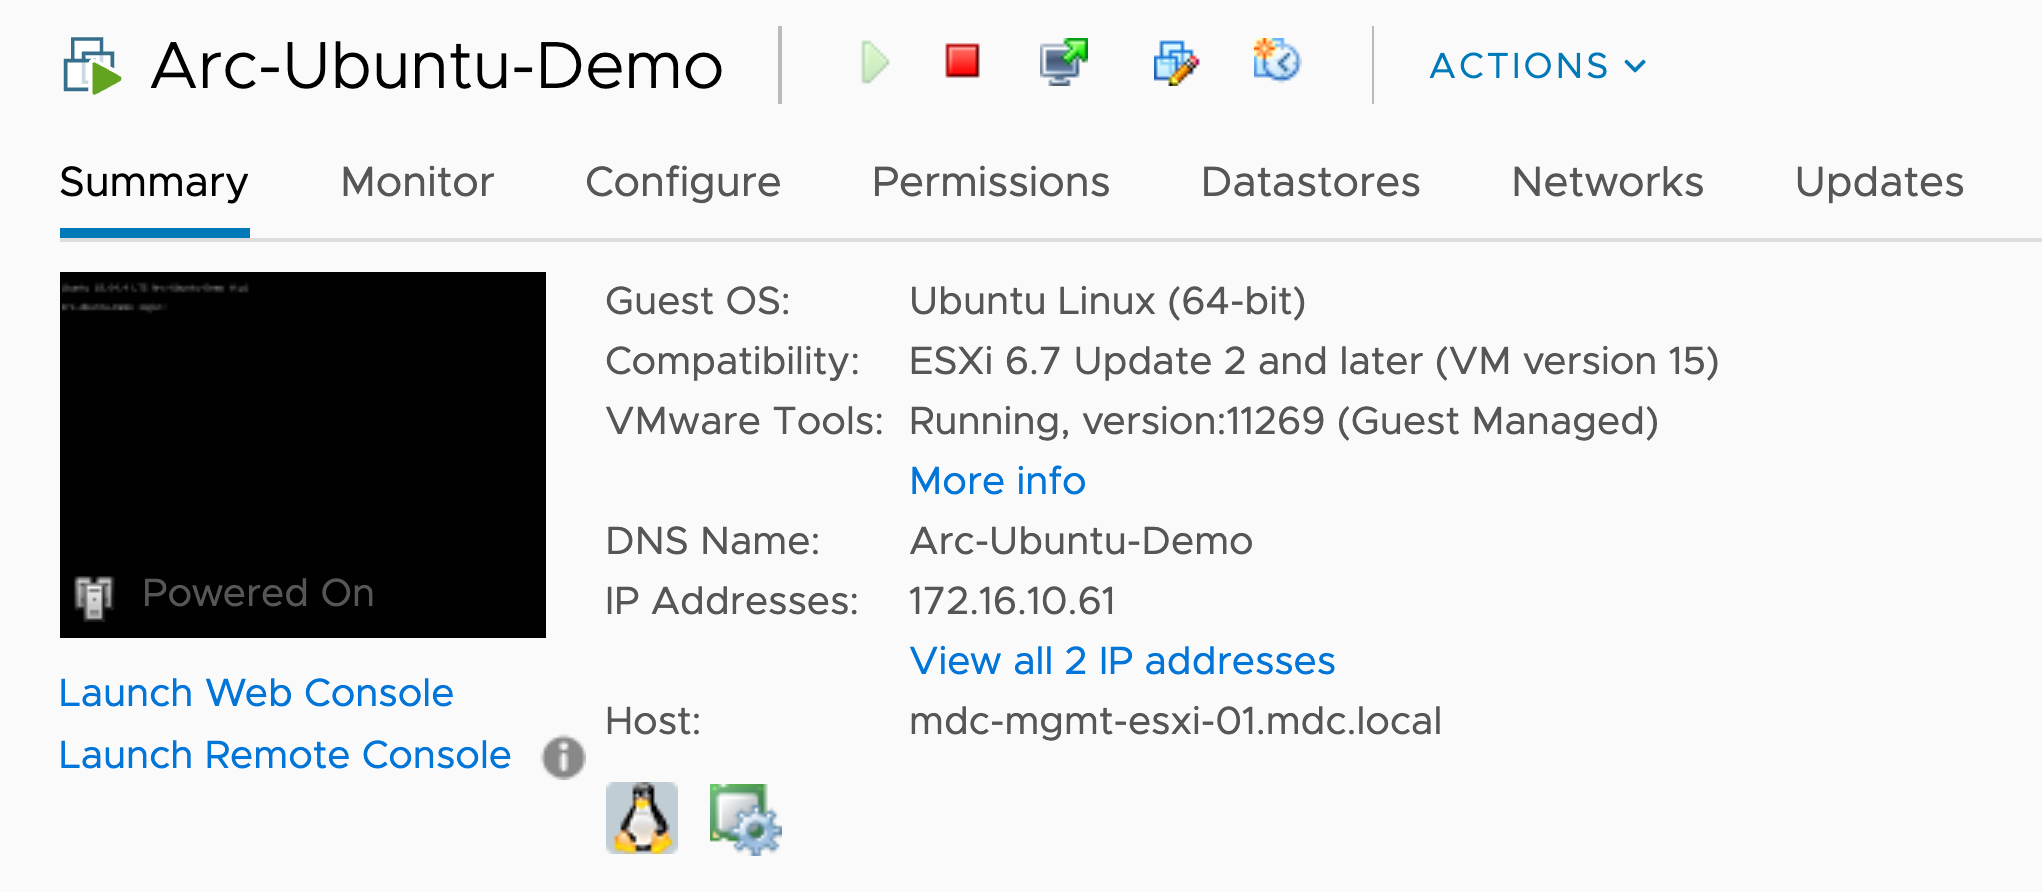 Arc-Ubuntu-Demo
ACTIONS
Summary Monitor Configure Permissions Datastores Networks Updates
Powered On
Launch Web Console
Launch Remote Console
Guest OS: Ubuntu Linux (64-bit)
Compatibility: ESXi 6.7 Update 2 and later (VM version 15)
VMware Tools: Running, version:11269 (Guest Managed)
More info
DNS Name: Arc-Ubuntu-Demo
IP Addresses: 172.16.10.61
View all 2 IP addresses
Host: mdc-mgmt-esxi-01.mdc.local